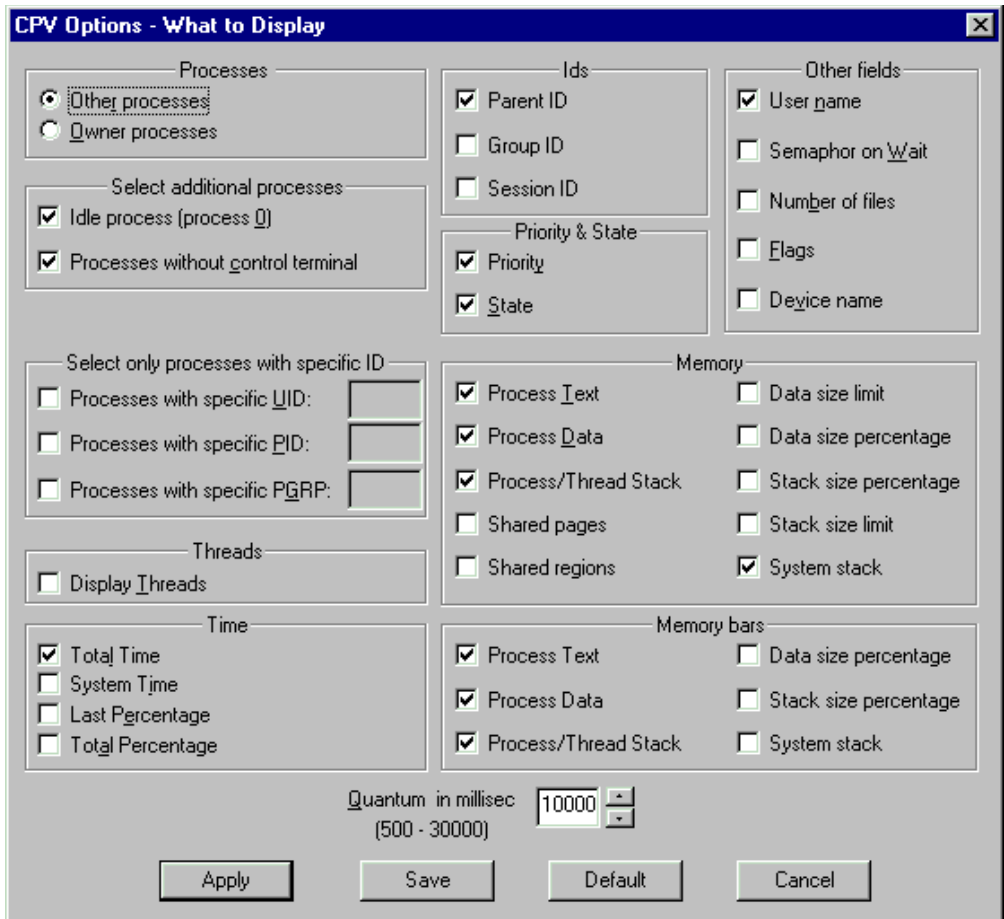 CPV Options - What to Display
Processes
Other processes
Owner processes
Select additional processes
Idle process (process 0)
Processes without control terminal
Ids
Parent ID
Group ID
Session ID
Priority & State
Priority
State
Other fields
User name
Semaphor on Wait
Number of files
Flags
Device name
Select only processes with specific ID
Processes with specific UID:
Processes with specific PID:
Processes with specific PGRP:
Threads
Display Threads
Time
Total Time
System Time
Last Percentage
Total Percentage
Memory
Process Text
Process Data
Process/Thread Stack
Shared pages
Shared regions
Data size limit
Data size percentage
Stack size percentage
Stack size limit
System stack
Memory bars
Process Text
Process Data
Process/Thread Stack
Data size percentage
Stack size percentage
System stack
Quantum in millisec 10000
(500 - 30000)
Apply Save Default Cancel